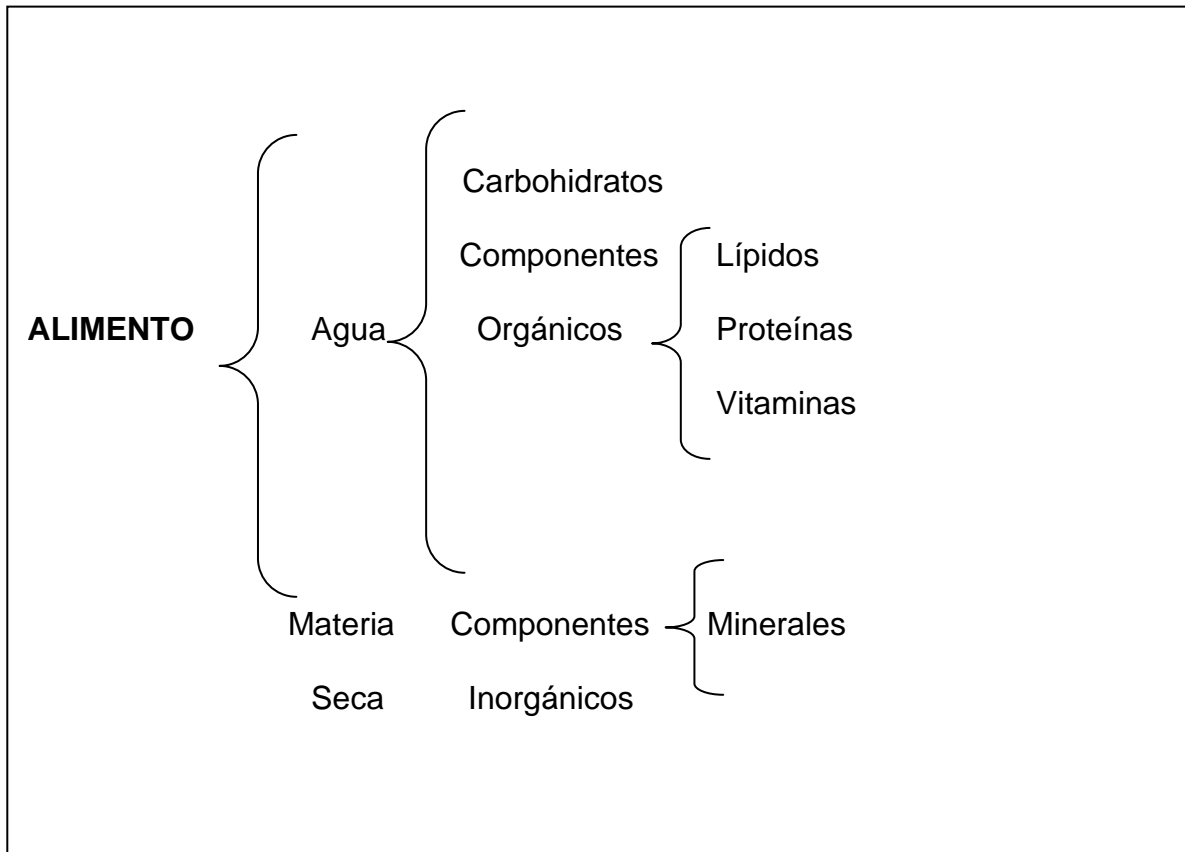 Carbohidratos
Componentes Lípidos
ALIMENTO Agua Orgánicos Proteínas
Vitaminas
Materia Componentes Minerales
Seca Inorgánicos